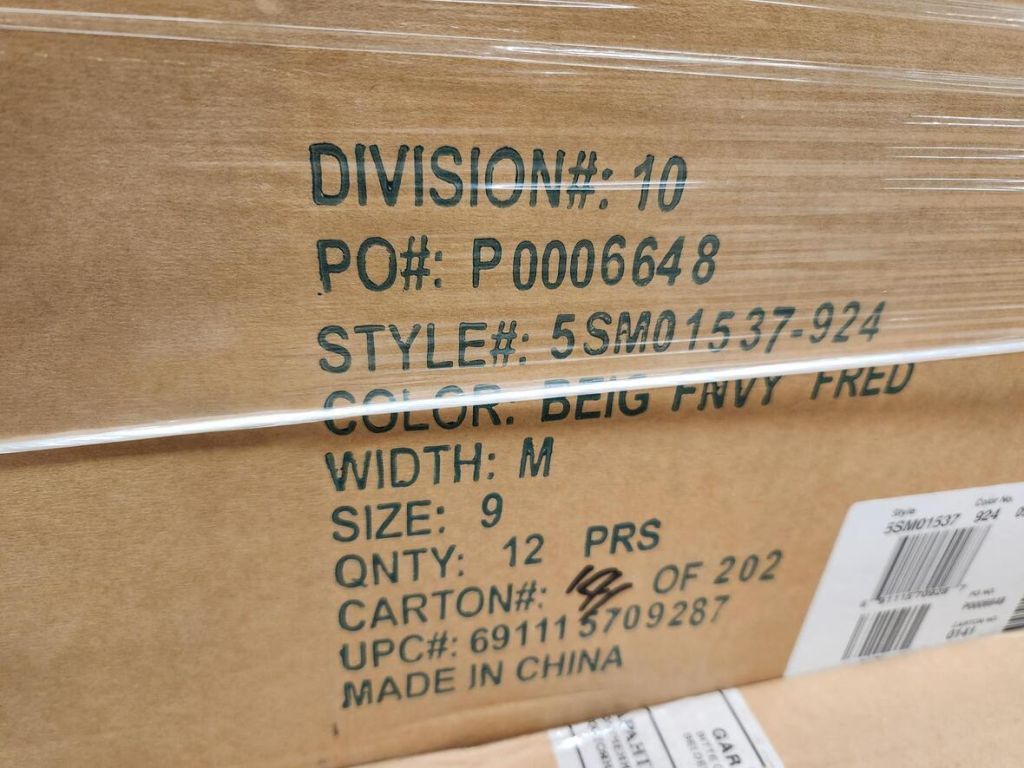 DIVISION#: 10
PO#: P0006648
STYLE#: 5SM01537-924
COLOR: BEIG FNVY FRED
WIDTH: M
SIZE: 9
QNTY: 12 PRS
CARTON#: OF 202
UPC#: 691115709287
MADE IN CHINA
Style Color No.
5SM01537 924
PO NO.
P0006648
CARTON NO.
0141
GAR